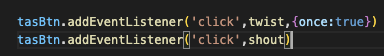 tasBtn.addEventListener('click',twist,{once:true})
tasBtn.addEventListener('click',shout)